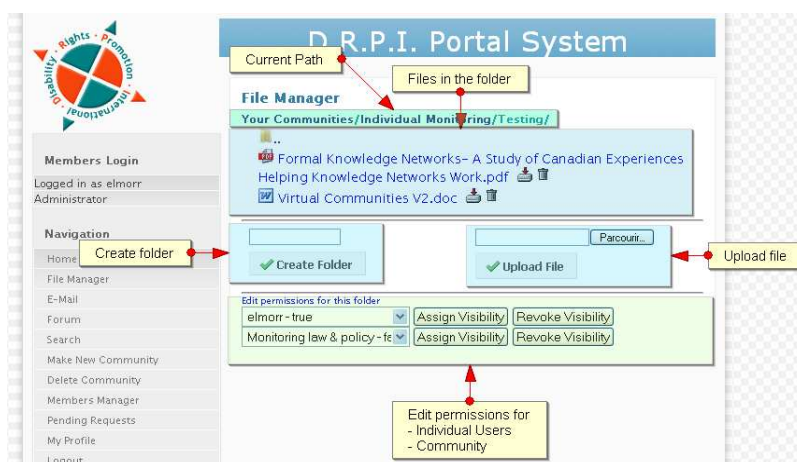 Disability · Rights · Promotion · International
D.R.P.I. Portal System
Current Path
Files in the folder
File Manager
Your Communities/Individual Monitoring/Testing/
..
Formal Knowledge Networks- A Study of Canadian Experiences
Helping Knowledge Networks Work.pdf
Virtual Communities V2.doc
Members Login
Logged in as elmorr
Administrator
Navigation
Home
File Manager
E-Mail
Forum
Search
Make New Community
Delete Community
Members Manager
Pending Requests
My Profile
Logout
Create folder
Create Folder
Parcourir...
Upload File
Upload file
Edit permissions for this folder
elmorr - true
Assign Visibility
Revoke Visibility
Monitoring law & policy - fa
Assign Visibility
Revoke Visibility
Edit permissions for
- Individual Users
- Community